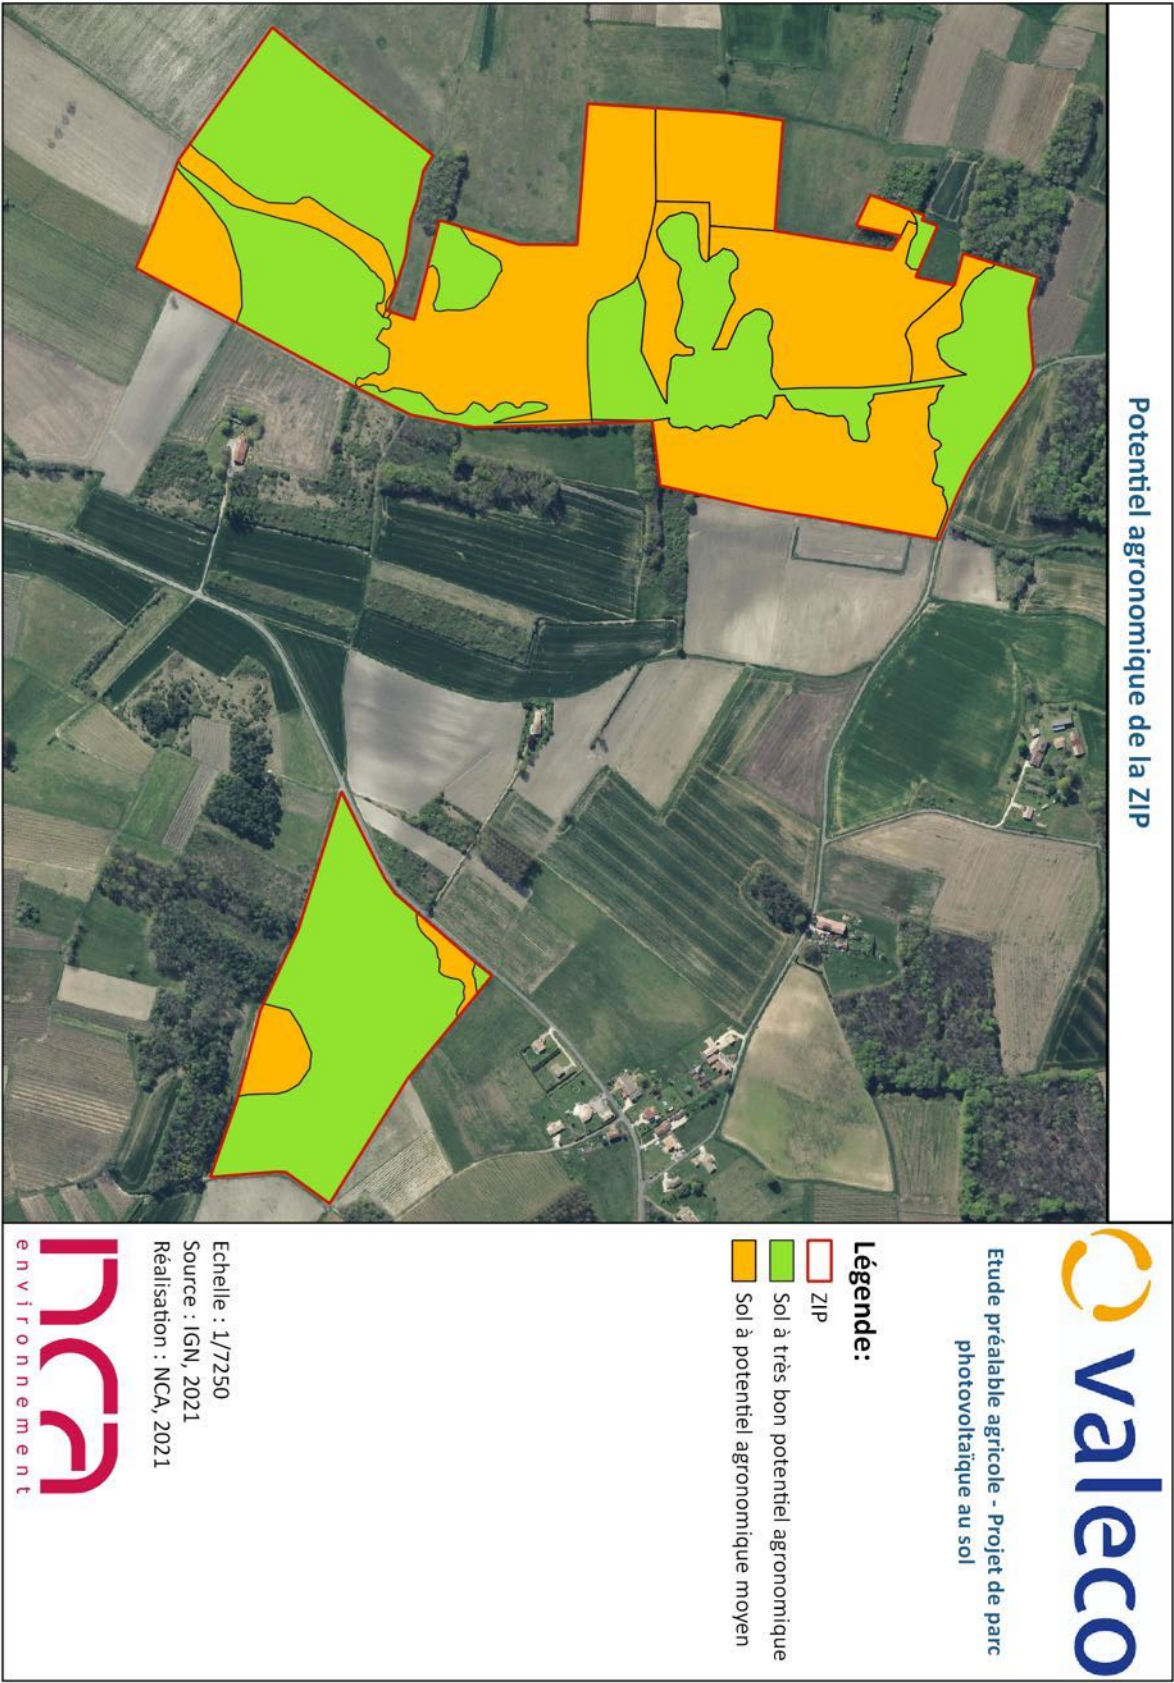 Potentiel agronomique de la ZIP
valeco
Etude préalable agricole - Projet de parc
photovoltaïque au sol
Légende:
ZIP
Sol à très bon potentiel agronomique
Sol à potentiel agronomique moyen
Echelle : 1/7250
Source : IGN, 2021
Réalisation : NCA, 2021
nca
environnement